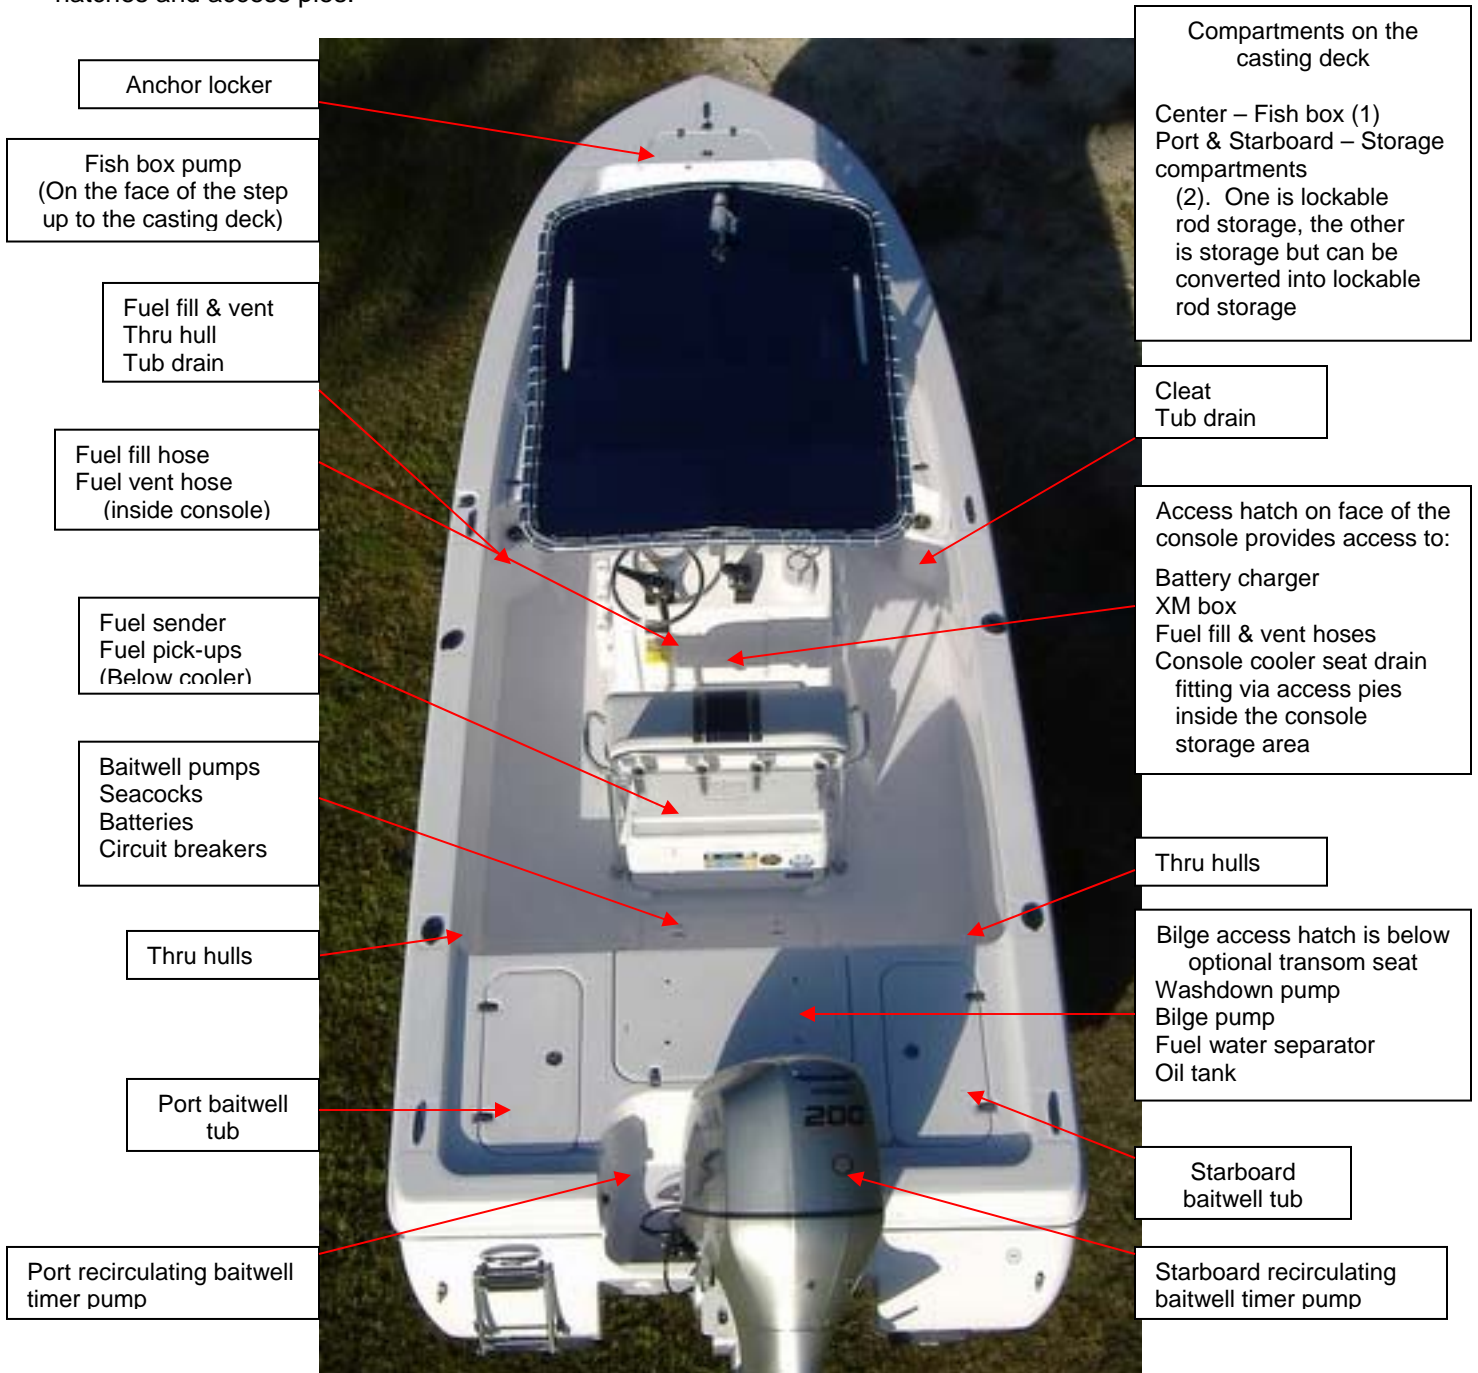 hatches and access pies.
Anchor locker
Fish box pump
(On the face of the step
up to the casting deck)
Fuel fill & vent
Thru hull
Tub drain
Fuel fill hose
Fuel vent hose
(inside console)
Fuel sender
Fuel pick-ups
(Below cooler)
Baitwell pumps
Seacocks
Batteries
Circuit breakers
Thru hulls
Port baitwell
tub
Port recirculating baitwell
timer pump
Compartments on the
casting deck
Center – Fish box (1)
Port & Starboard – Storage
compartments
(2).  One is lockable
rod storage, the other
is storage but can be
converted into lockable
rod storage
Cleat
Tub drain
Access hatch on face of the
console provides access to:
Battery charger
XM box
Fuel fill & vent hoses
Console cooler seat drain
fitting via access pies
inside the console
storage area
Thru hulls
Bilge access hatch is below
optional transom seat
Washdown pump
Bilge pump
Fuel water separator
Oil tank
Starboard
baitwell tub
Starboard recirculating
baitwell timer pump
200